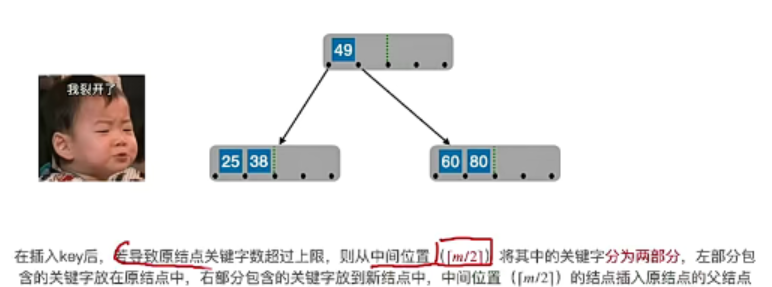 49
我裂开了
25 38
60 80
在插入key后，若导致原结点关键字数超过上限，则从中间位置（⌈m/2⌉）将其中的关键字分为两部分，左部分包
含的关键字放在原结点中，右部分包含的关键字放到新结点中，中间位置（⌈m/2⌉）的结点插入原结点的父结点